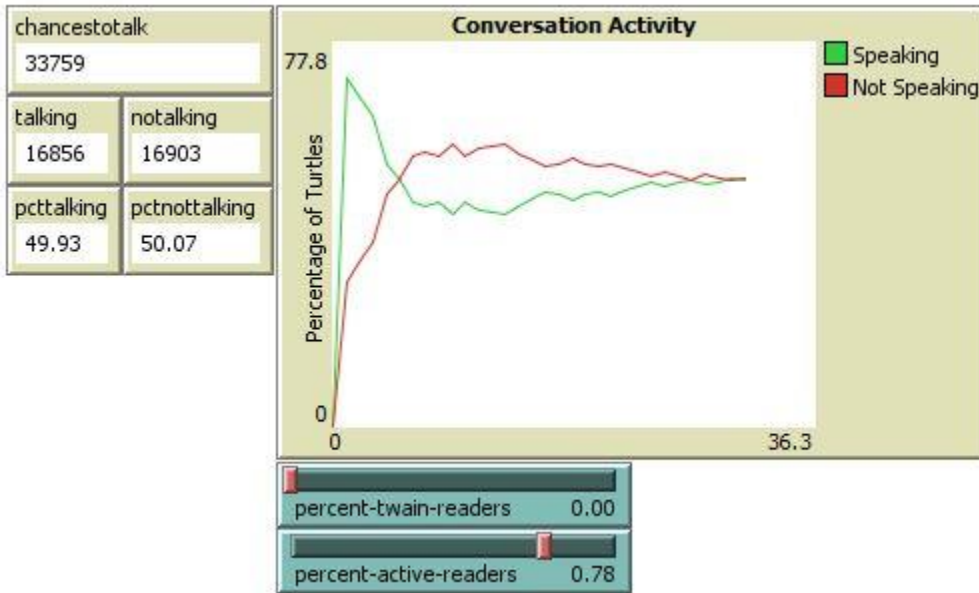 chancestotalk
33759
talking
16856
notalking
16903
pcttalking
49.93
pctnottalking
50.07
Conversation Activity
77.8
Percentage of Turtles
0
0
36.3
Speaking
Not Speaking
percent-twain-readers 0.00
percent-active-readers 0.78